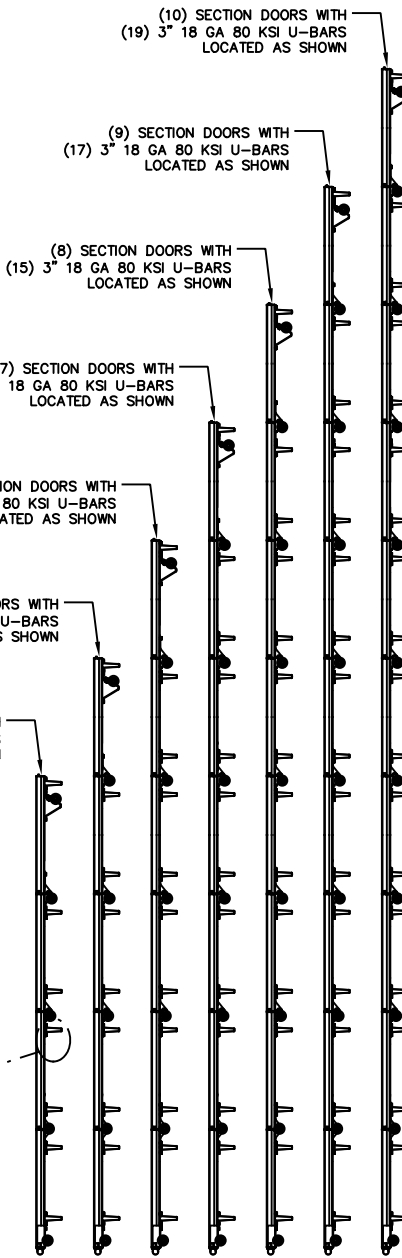 (10) SECTION DOORS WITH
(19) 3" 18 GA 80 KSI U-BARS
LOCATED AS SHOWN
(9) SECTION DOORS WITH
(17) 3" 18 GA 80 KSI U-BARS
LOCATED AS SHOWN
(8) SECTION DOORS WITH
(15) 3" 18 GA 80 KSI U-BARS
LOCATED AS SHOWN
7) SECTION DOORS WITH
18 GA 80 KSI U-BARS
LOCATED AS SHOWN
ION DOORS WITH
80 KSI U-BARS
ATED AS SHOWN
ORS WITH
U-BARS
S SHOWN